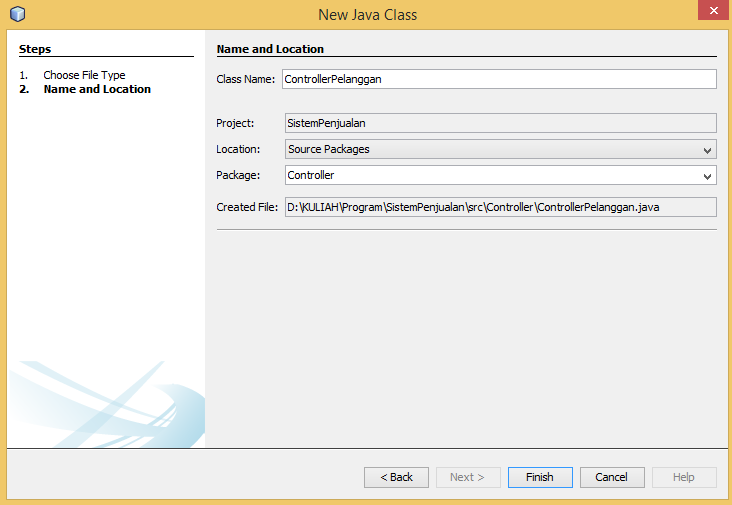 New Java Class
Steps
1. Choose File Type
2. Name and Location
Name and Location
Class Name: ControllerPelanggan
Project: SistemPenjualan
Location: Source Packages
Package: Controller
Created File: D:\KULIAH\Program\SistemPenjualan\src\Controller\ControllerPelanggan.java
< Back Next > Finish Cancel Help